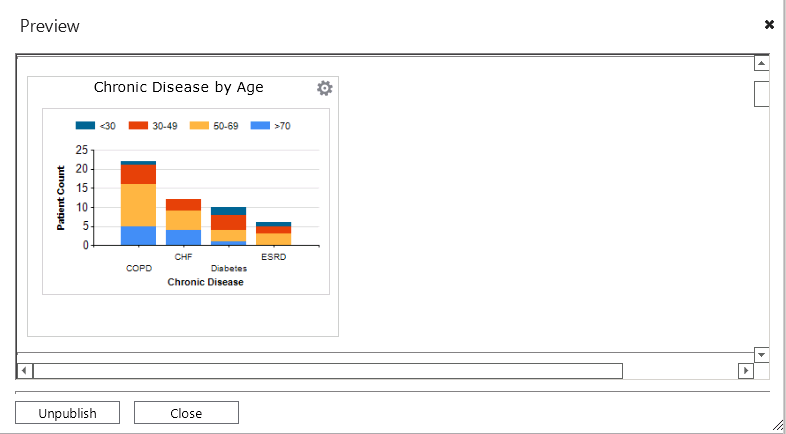 Preview
Chronic Disease by Age
<30 30-49 50-69 >70
25
20
15
10
5
0
Patient Count
CHF ESRD
COPD Diabetes
Chronic Disease
Unpublish Close